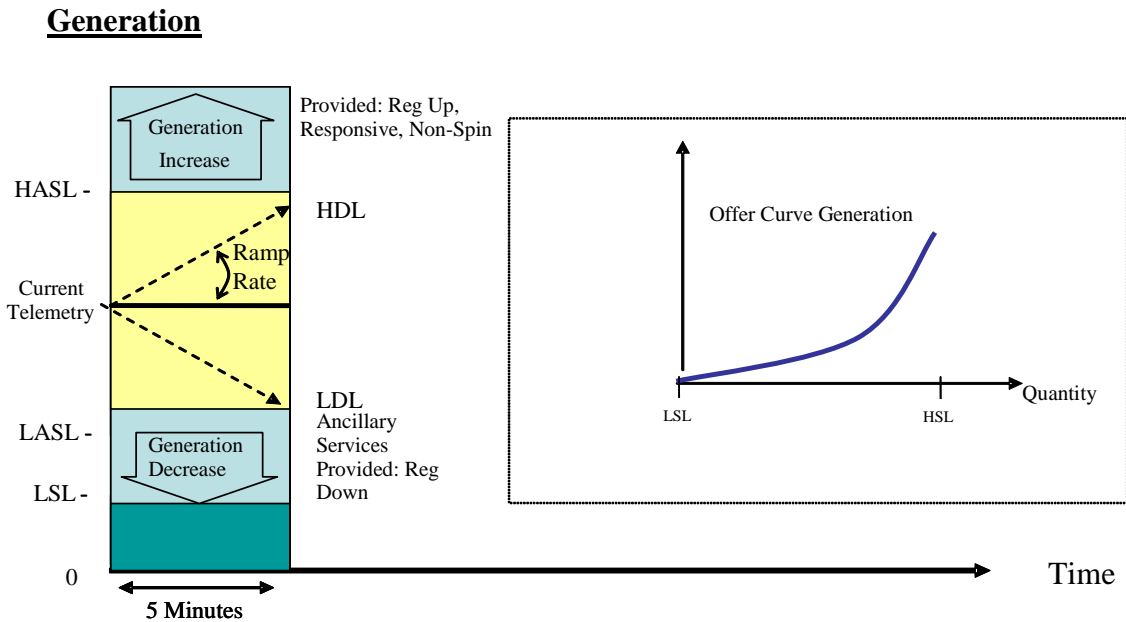 Generation
Provided: Reg Up,
Responsive, Non-Spin
Generation
Increase
HASL -
HDL
Ramp
Rate
Current
Telemetry
LDL
Ancillary
Services
Provided: Reg
Down
LASL -
Generation
Decrease
LSL -
0
5 Minutes
Time
Offer Curve Generation
Quantity
LSL
HSL